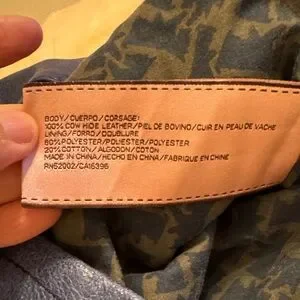 BODY/CUERPO/CORSAGE:
100% COW HIDE LEATHER/PIEL DE BOVINO/CUIR EN PEAU DE VACHE
LINING/FORRO/DOUBLURE
80% POLYESTER/POLIESTER/POLYESTER
20% COTTON/ALGODON/COTON
MADE IN CHINA/HECHO EN CHINA/FABRIQUE EN CHINE
RN52002/CA16396